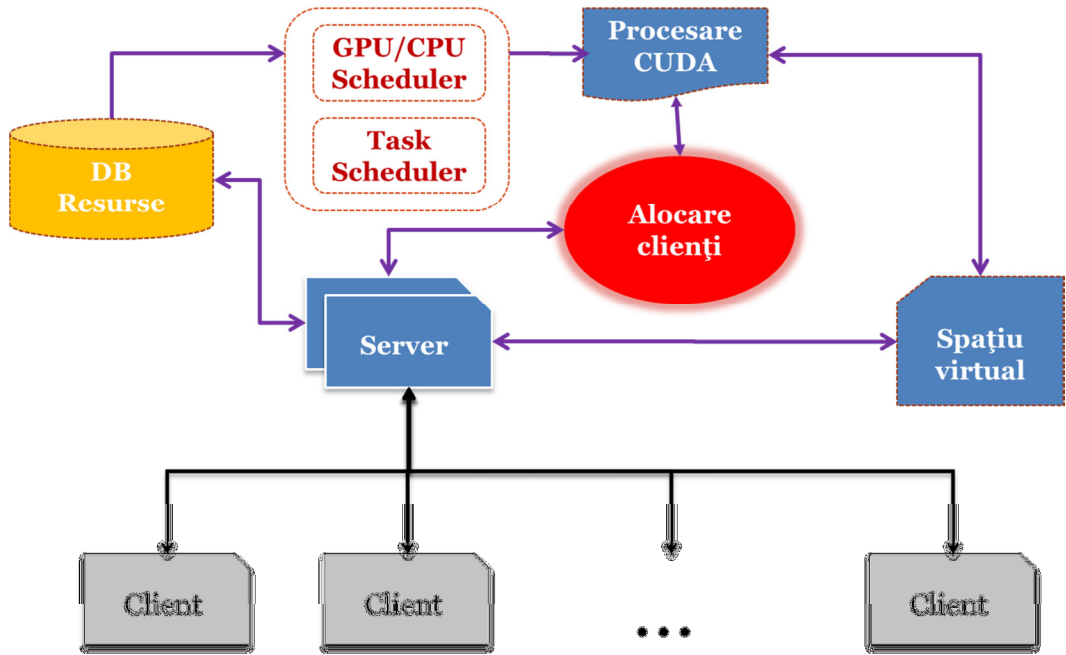 GPU/CPU
Scheduler
Task
Scheduler
Procesare
CUDA
DB
Resurse
Alocare
clienţi
Server
Spaţiu
virtual
Client
Client
...
Client